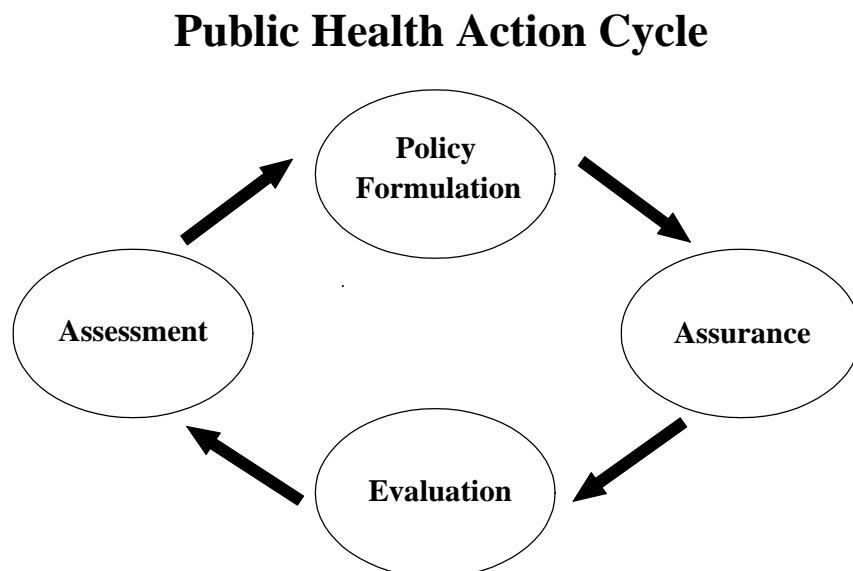 Public Health Action Cycle
Policy
Formulation
Assessment
Assurance
Evaluation